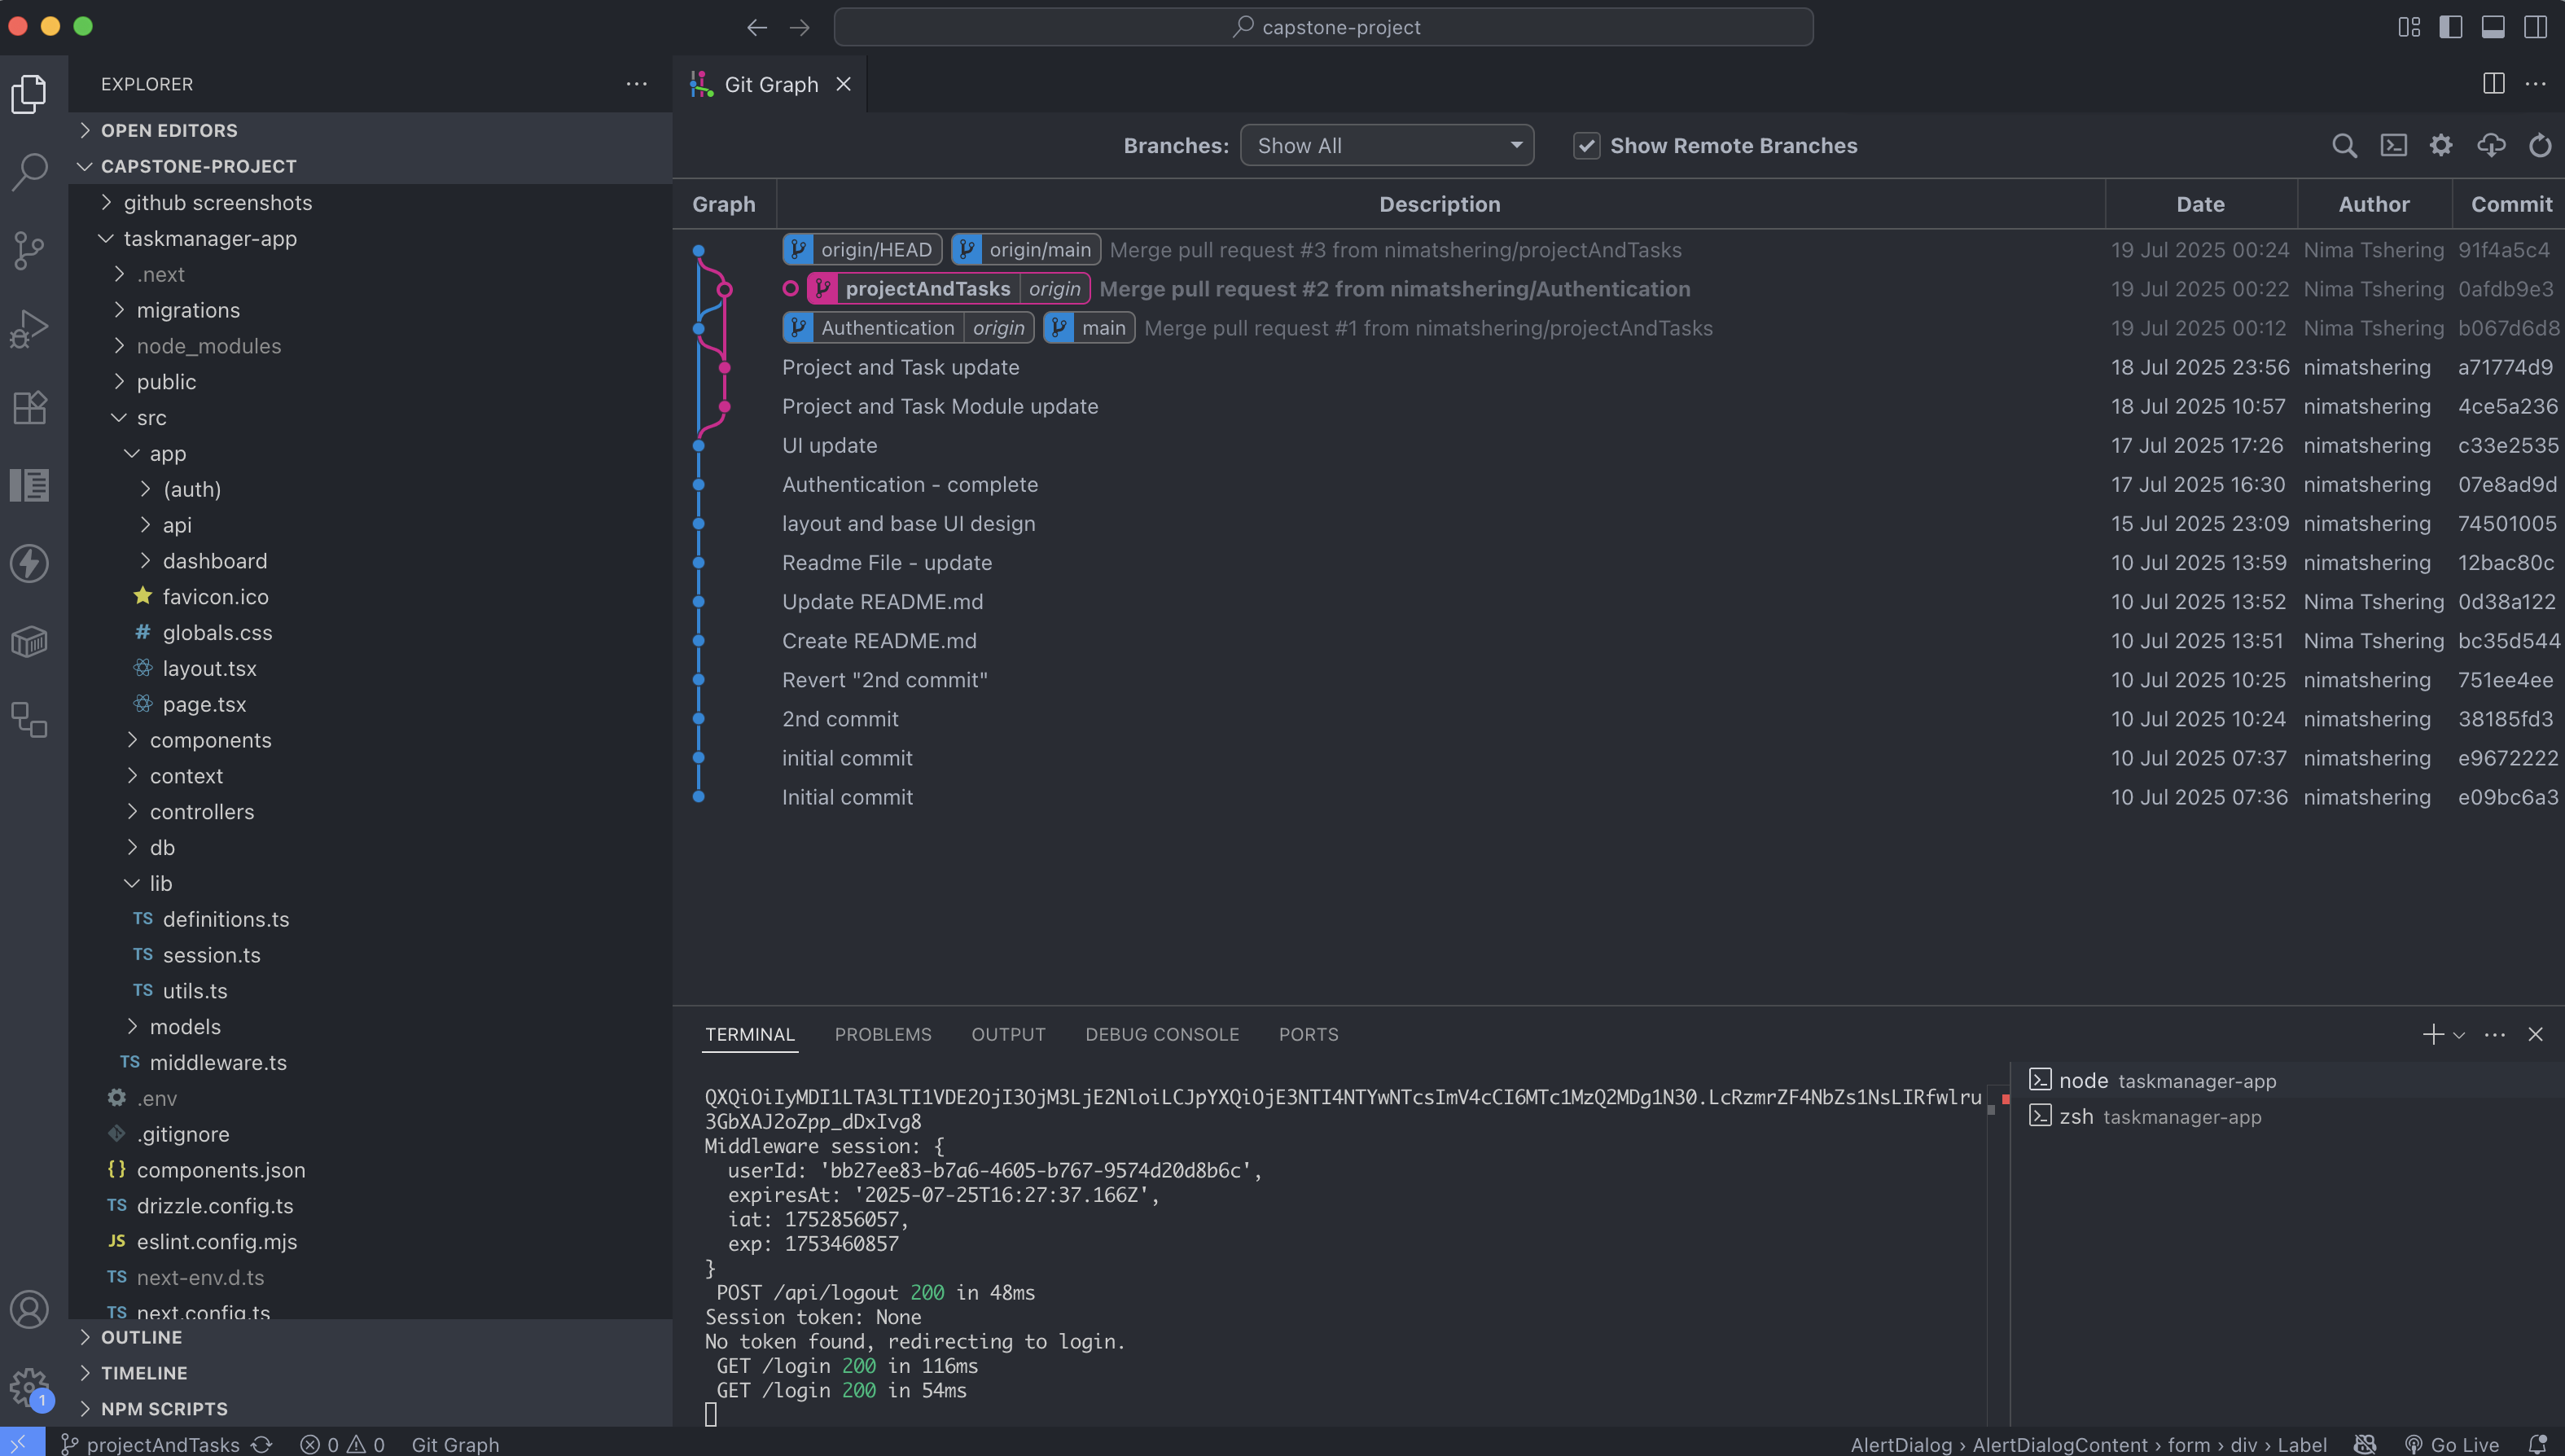 capstone-project
EXPLORER
OPEN EDITORS
CAPSTONE-PROJECT
github screenshots
taskmanager-app
.next
migrations
node_modules
public
src
app
(auth)
api
dashboard
favicon.ico
# globals.css
layout.tsx
page.tsx
components
context
controllers
db
lib
TS definitions.ts
TS session.ts
TS utils.ts
models
TS middleware.ts
.env
.gitignore
{} components.json
TS drizzle.config.ts
JS eslint.config.mjs
TS next-env.d.ts
TS next.config.ts
OUTLINE
TIMELINE
NPM SCRIPTS
1
Git Graph
Branches: Show All Show Remote Branches
Graph Description Date Author Commit
origin/HEAD origin/main Merge pull request #3 from nimatshering/projectAndTasks 19 Jul 2025 00:24 Nima Tshering 91f4a5c4
projectAndTasks origin Merge pull request #2 from nimatshering/Authentication 19 Jul 2025 00:22 Nima Tshering 0afdb9e3
Authentication origin main Merge pull request #1 from nimatshering/projectAndTasks 19 Jul 2025 00:12 Nima Tshering b067d6d8
Project and Task update 18 Jul 2025 23:56 nimatshering a71774d9
Project and Task Module update 18 Jul 2025 10:57 nimatshering 4ce5a236
UI update 17 Jul 2025 17:26 nimatshering c33e2535
Authentication - complete 17 Jul 2025 16:30 nimatshering 07e8ad9d
layout and base UI design 15 Jul 2025 23:09 nimatshering 74501005
Readme File - update 10 Jul 2025 13:59 nimatshering 12bac80c
Update README.md 10 Jul 2025 13:52 Nima Tshering 0d38a122
Create README.md 10 Jul 2025 13:51 Nima Tshering bc35d544
Revert "2nd commit" 10 Jul 2025 10:25 nimatshering 751ee4ee
2nd commit 10 Jul 2025 10:24 nimatshering 38185fd3
initial commit 10 Jul 2025 07:37 nimatshering e9672222
Initial commit 10 Jul 2025 07:36 nimatshering e09bc6a3
TERMINAL PROBLEMS OUTPUT DEBUG CONSOLE PORTS
QXQiOiIyMDI1LTA3LTI1VDE2OjI3OjM3LjE2NloiLCJpYXQiOjE3NTI4NTYwNTcsImV4cCI6MTc1MzQ2MDg1N30.LcRzmrZF4NbZs1NsLIRfwlru
3GbXAJ2oZpp_dDxIvg8
Middleware session: {
userId: 'bb27ee83-b7a6-4605-b767-9574d20d8b6c',
expiresAt: '2025-07-25T16:27:37.166Z',
iat: 1752856057,
exp: 1753460857
}
POST /api/logout 200 in 48ms
Session token: None
No token found, redirecting to login.
GET /login 200 in 116ms
GET /login 200 in 54ms
node taskmanager-app
zsh taskmanager-app
projectAndTasks 0 0 Git Graph
AlertDialog › AlertDialogContent › form › div › Label Go Live